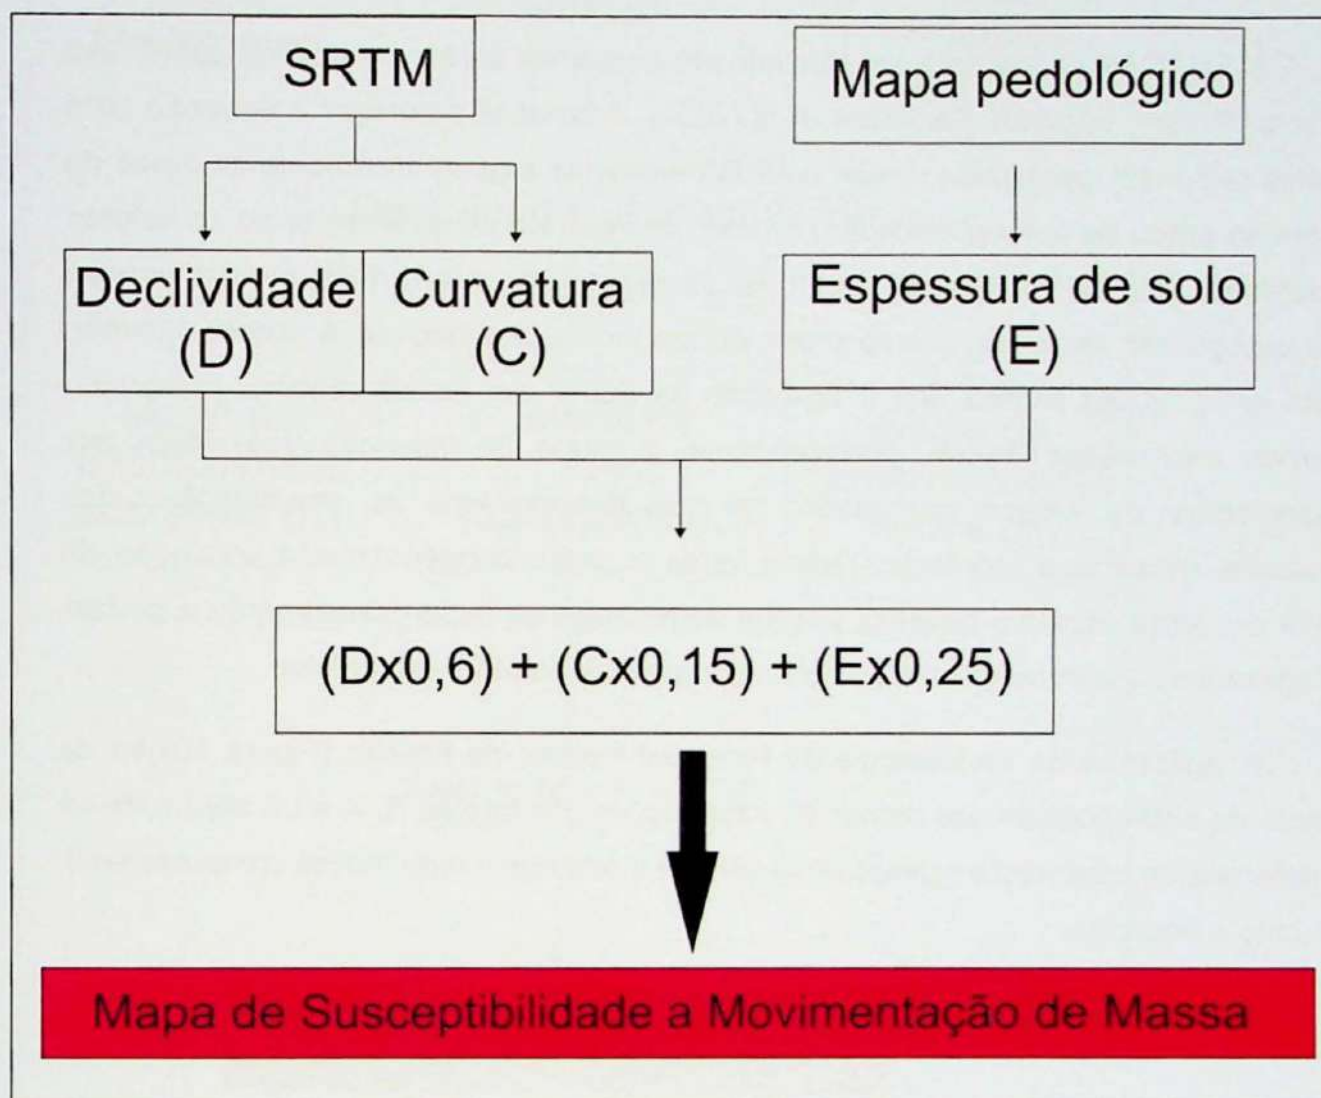 SRTM
Mapa pedológico
Declividade
(D)
Curvatura
(C)
Espessura de solo
(E)
(Dx0,6) + (Cx0,15) + (Ex0,25)
Mapa de Susceptibilidade a Movimentação de Massa